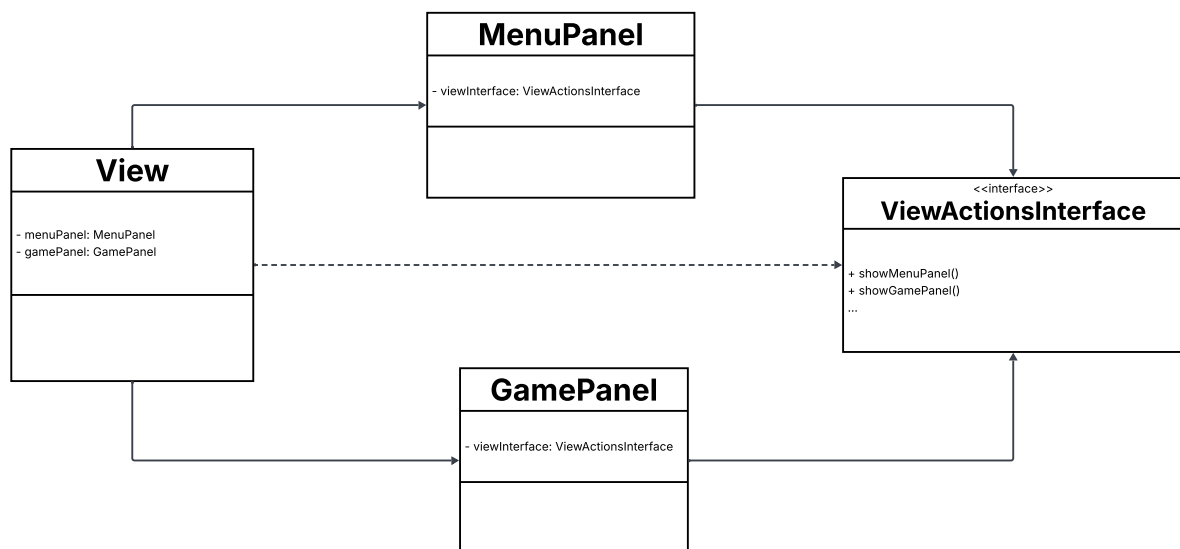 MenuPanel
- viewInterface: ViewActionsInterface
View
- menuPanel: MenuPanel
- gamePanel: GamePanel
<<interface>>
ViewActionsInterface
+ showMenuPanel()
+ showGamePanel()
...
GamePanel
- viewInterface: ViewActionsInterface